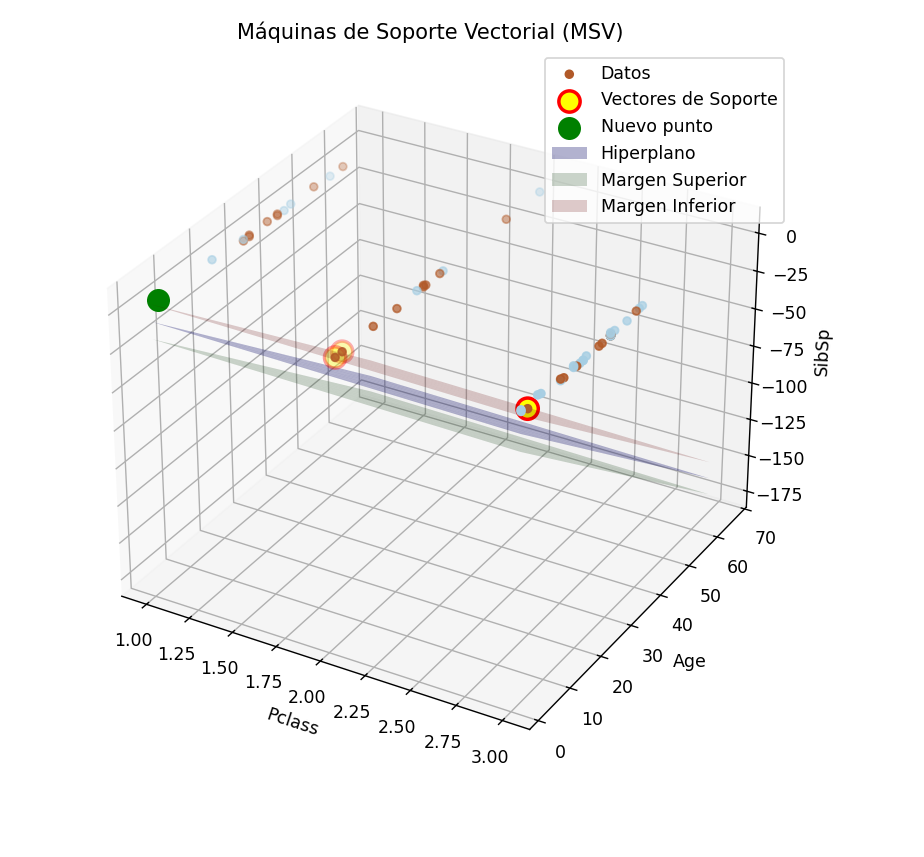 Máquinas de Soporte Vectorial (MSV)
Datos
Vectores de Soporte
Nuevo punto
Hiperplano
Margen Superior
Margen Inferior
0
−25
−50
−75
−100
−125
−150
−175
SibSp
70
60
50
40
30
20
10
0
Age
1.00
1.25
1.50
1.75
2.00
2.25
2.50
2.75
3.00
Pclass